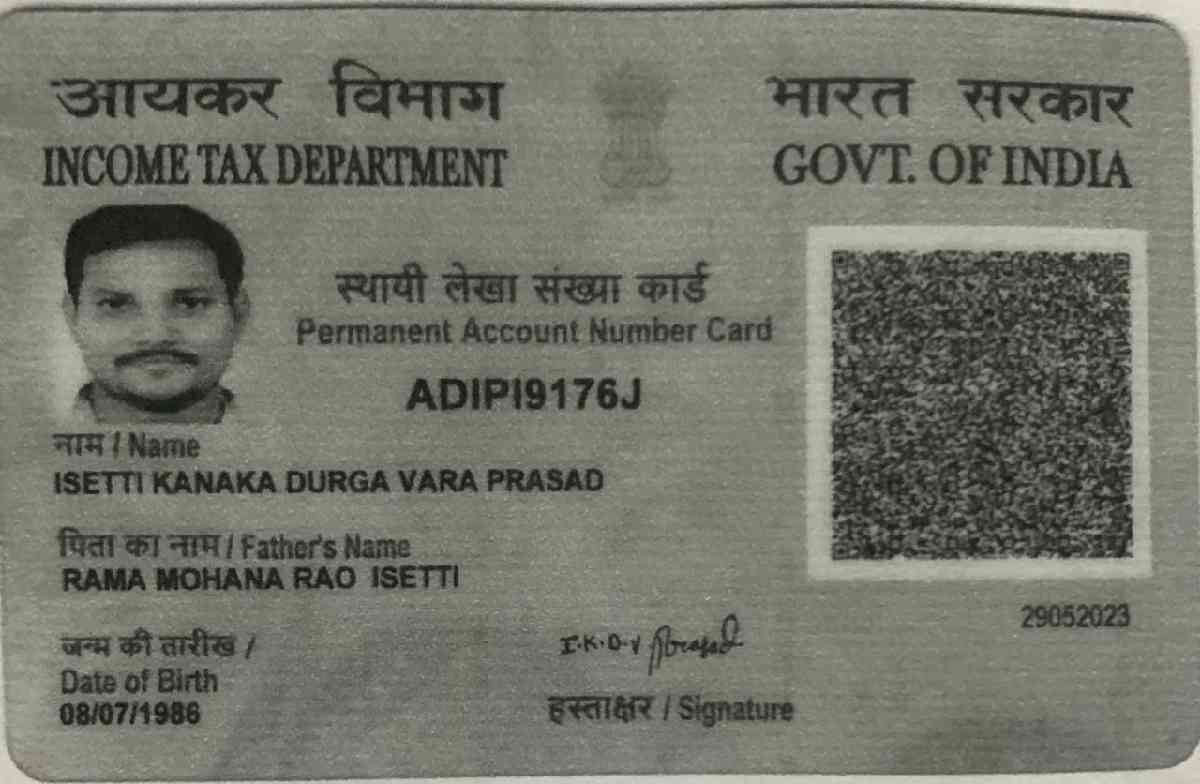 आयकर विभाग
INCOME TAX DEPARTMENT
भारत सरकार
GOVT. OF INDIA
स्थायी लेखा संख्या कार्ड
Permanent Account Number Card
ADIPI9176J
नाम / Name
ISETTI KANAKA DURGA VARA PRASAD
पिता का नाम / Father's Name
RAMA MOHANA RAO ISETTI
29052023
जन्म की तारीख /
Date of Birth
08/07/1986
I.K.D.V Prasad
हस्ताक्षर / Signature